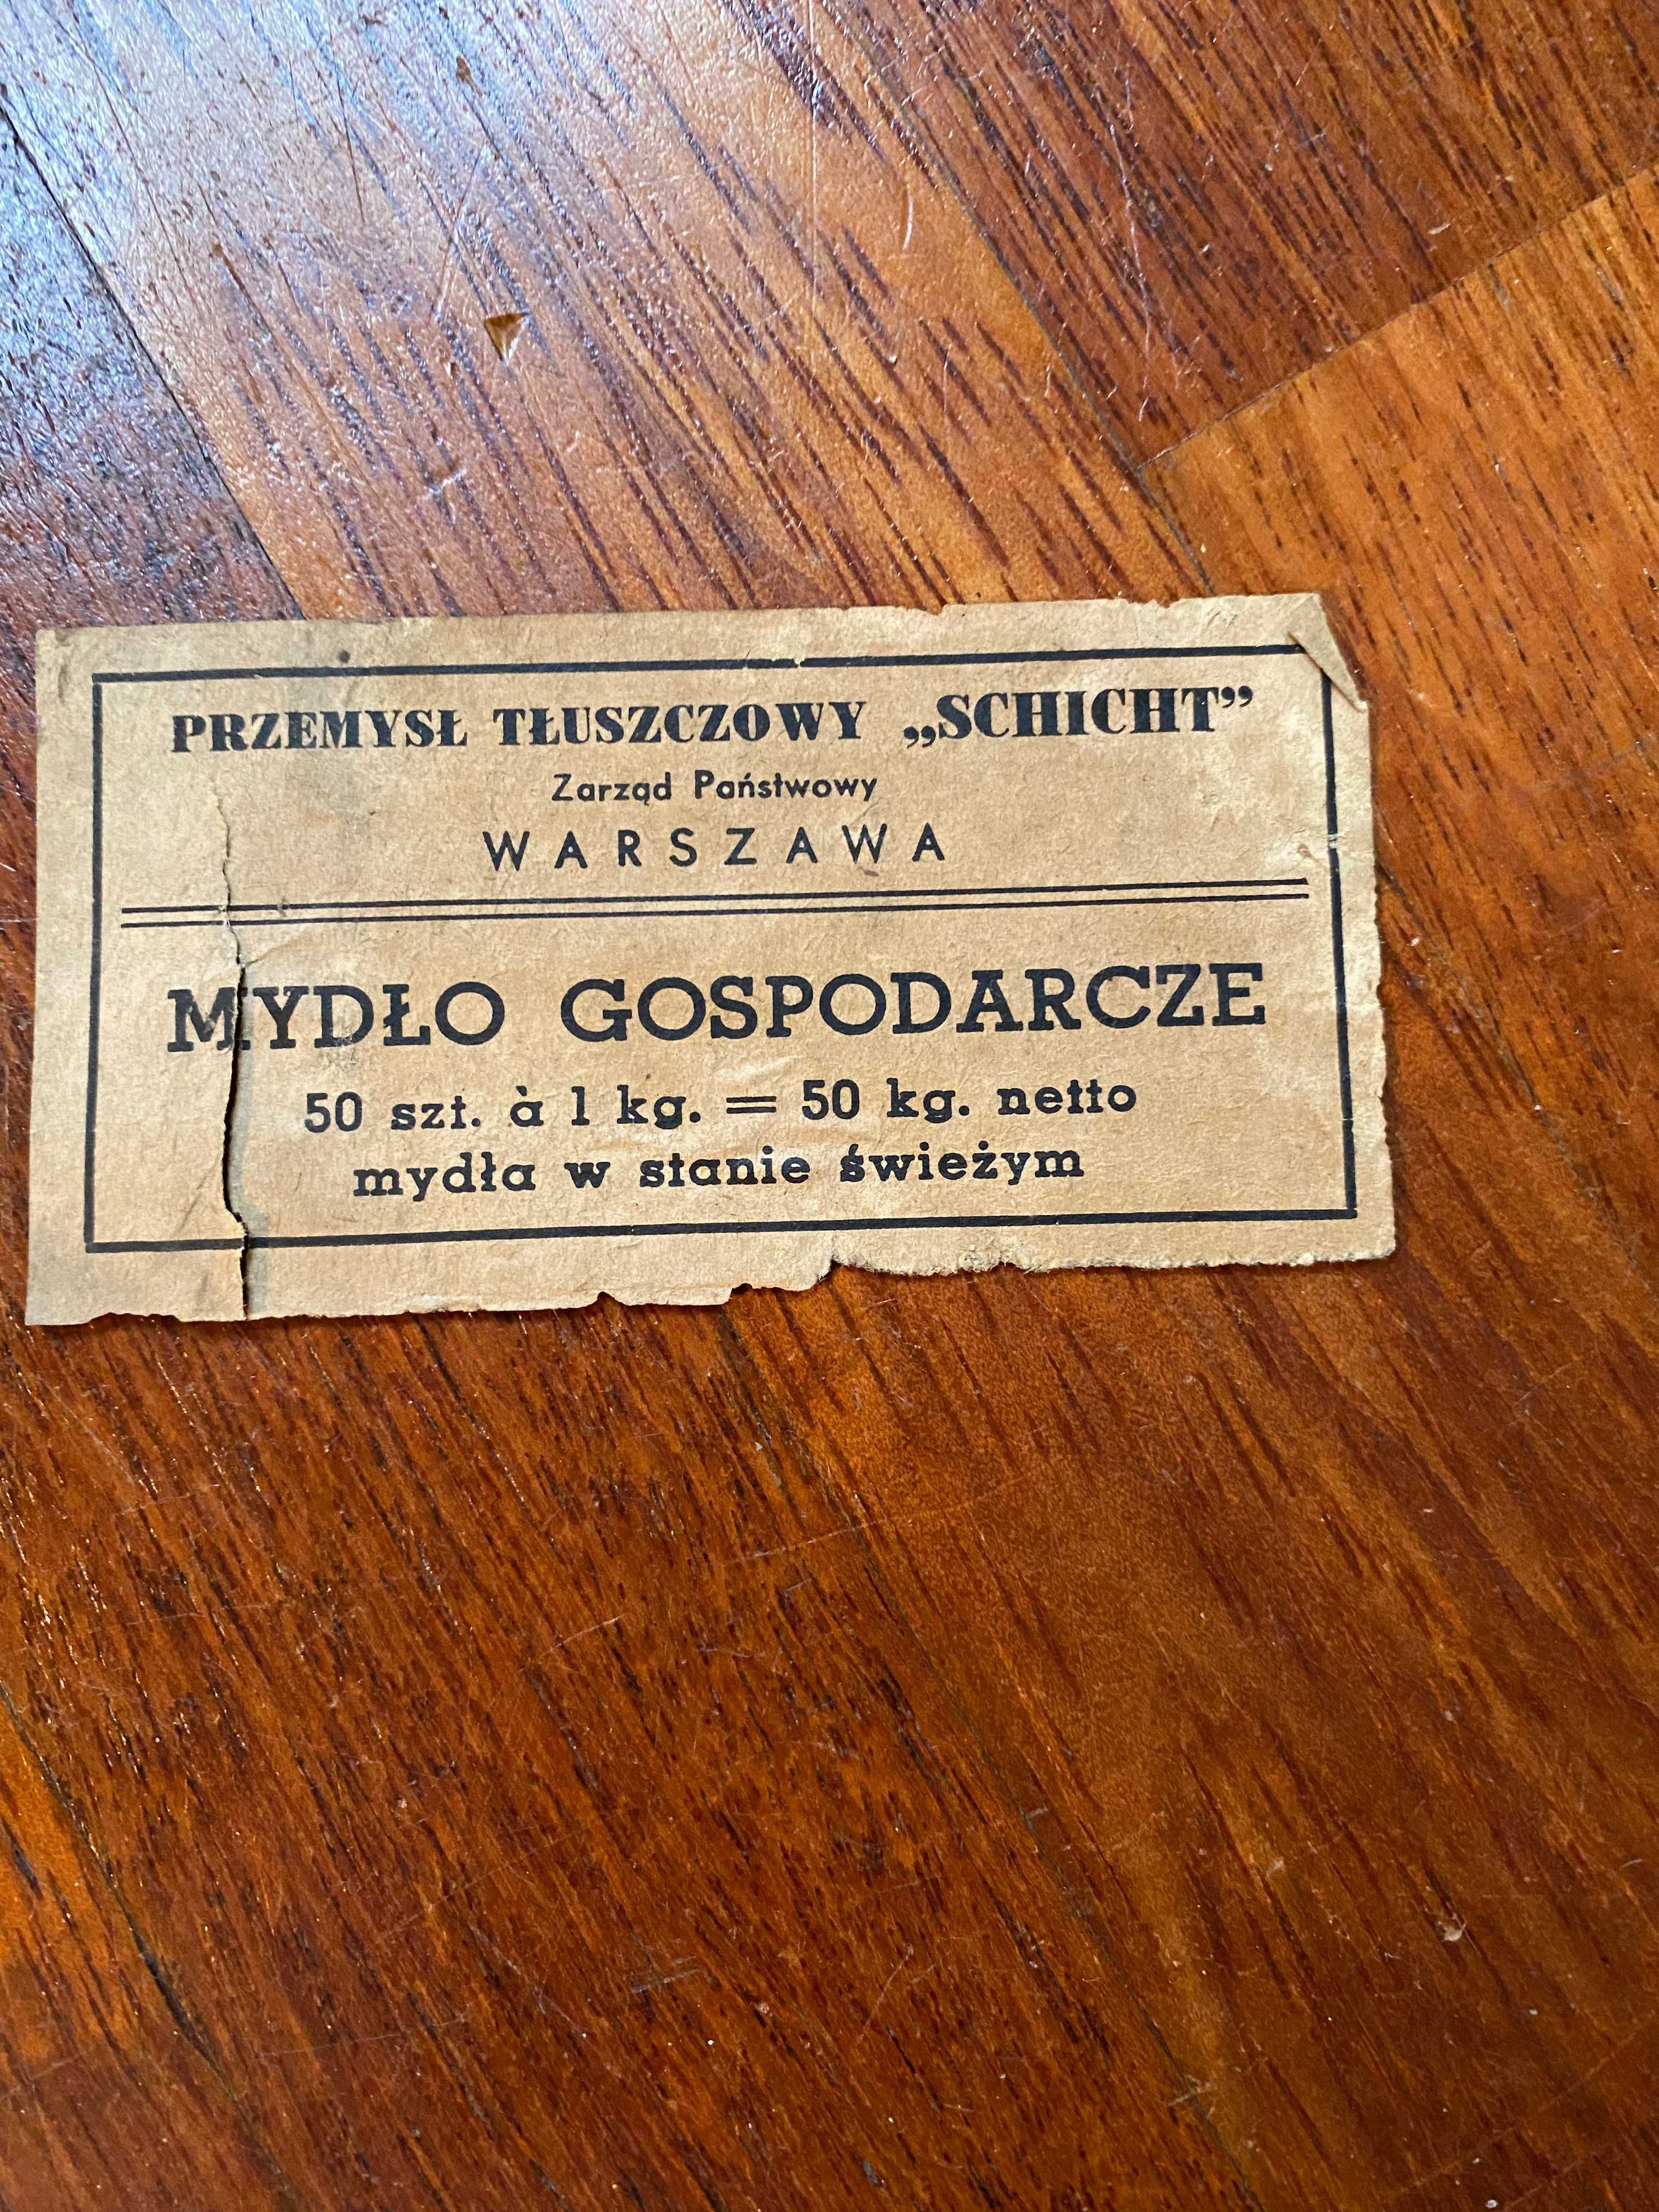 PRZEMYSŁ TŁUSZCZOWY „SCHICHT”
Zarząd Państwowy
WARSZAWA
MYDŁO GOSPODARCZE
50 szt. à 1 kg. = 50 kg. netto
mydła w stanie świeżym